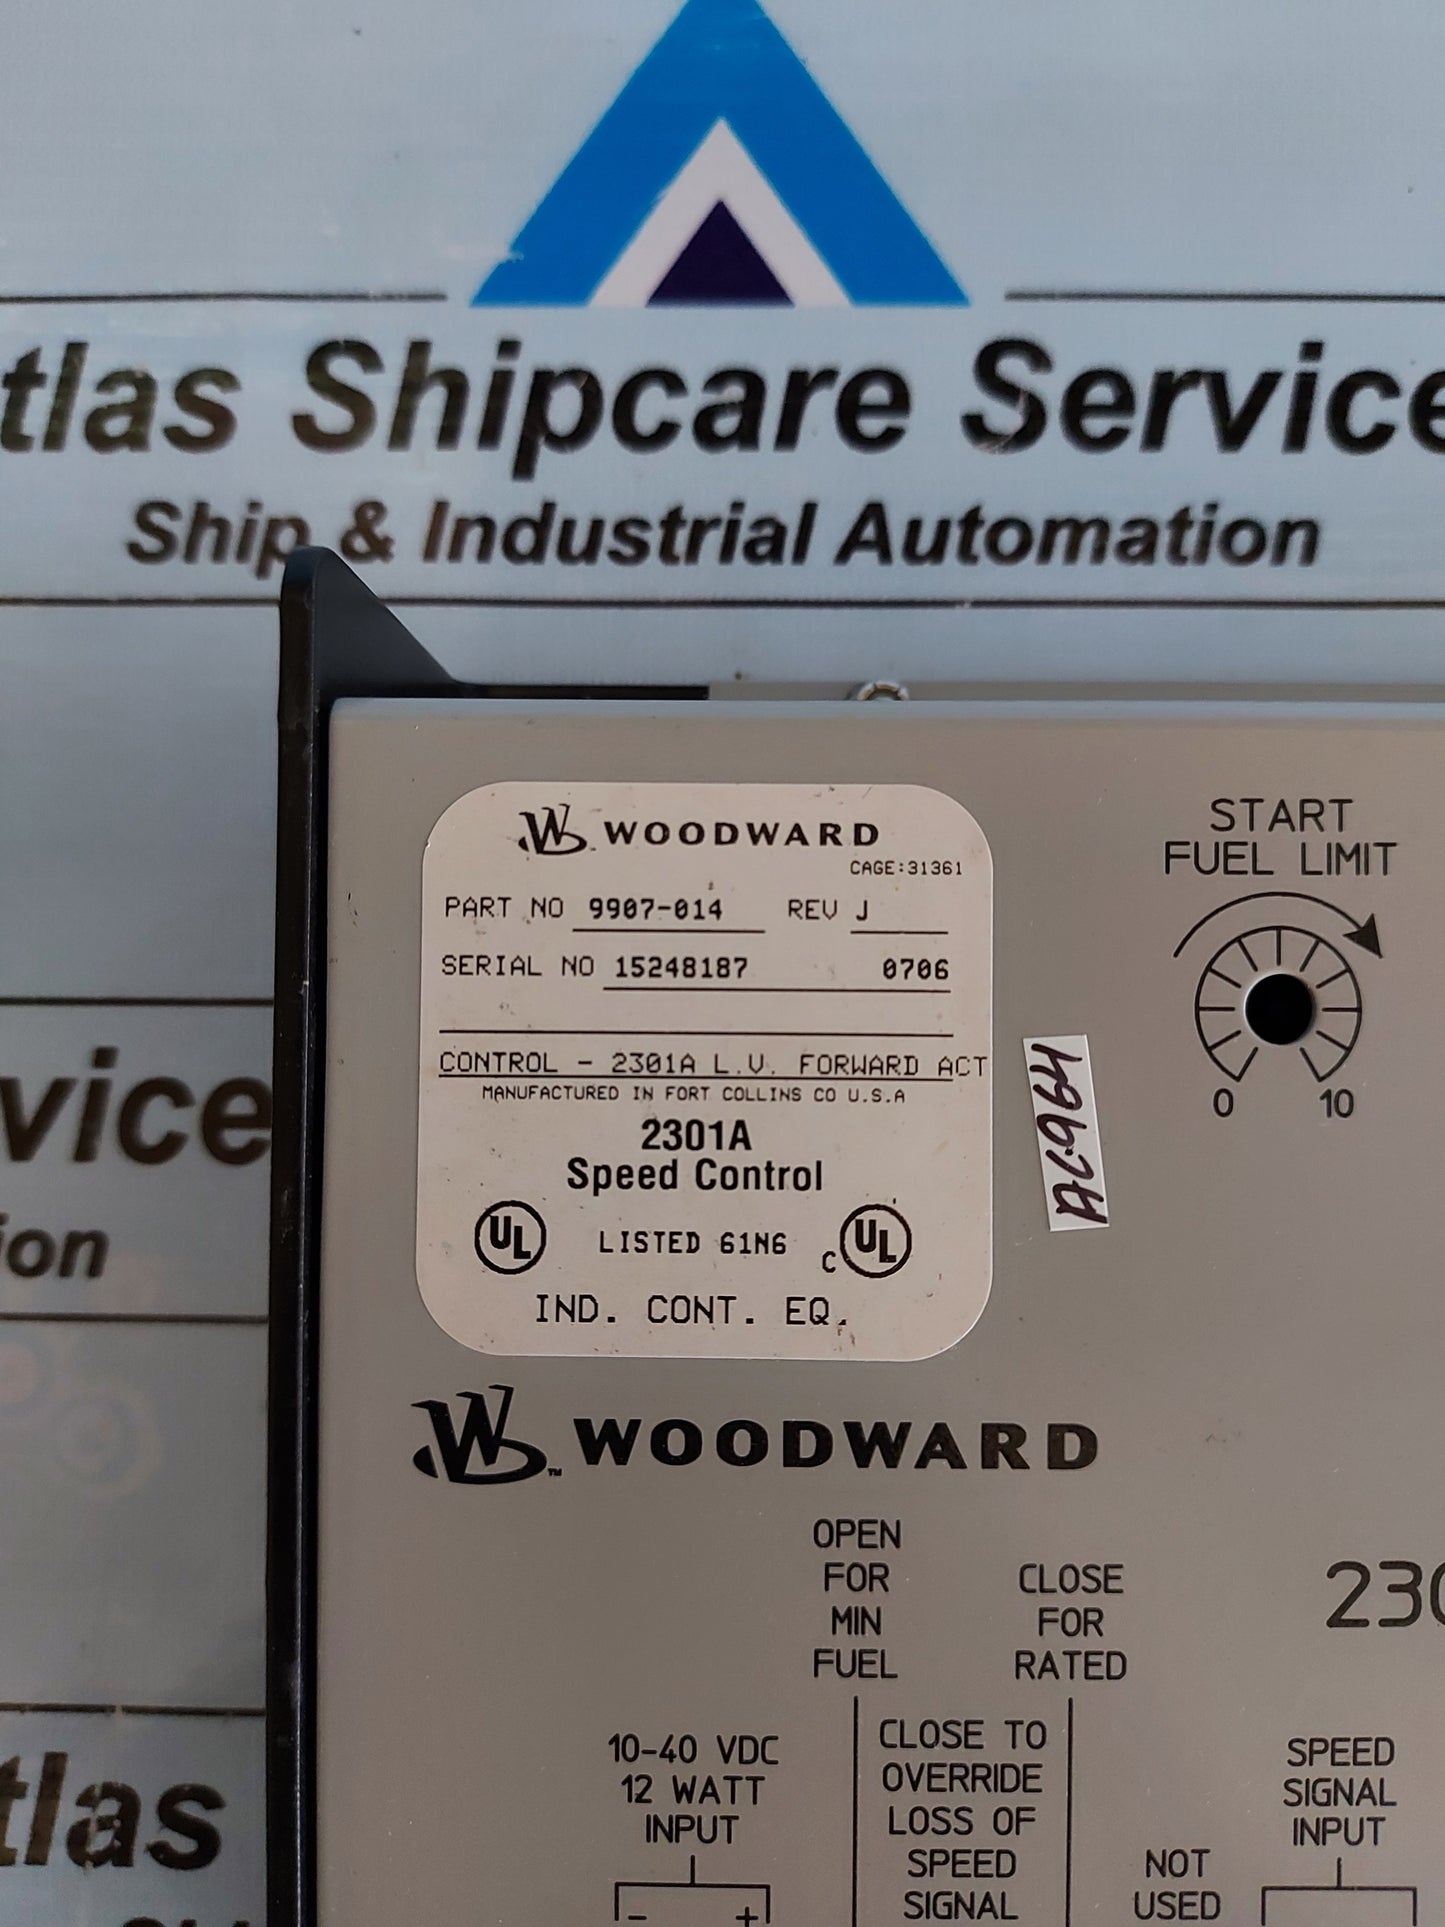 tlas Shipcare Service
Ship & Industrial Automation
WOODWARD
CAGE:31361
PART NO 9907-014 REV J
SERIAL NO 15248187 0706
CONTROL - 2301A L.V. FORWARD ACT
MANUFACTURED IN FORT COLLINS CO U.S.A
2301A
Speed Control
UL LISTED 61N6 c UL
IND. CONT. EQ.
START
FUEL LIMIT
0 10
AC964
vice
ion
WOODWARD
™
OPEN
FOR
MIN
FUEL
CLOSE
FOR
RATED
230
10-40 VDC
12 WATT
INPUT
- +
CLOSE TO
OVERRIDE
LOSS OF
SPEED
SIGNAL
NOT
USED
SPEED
SIGNAL
INPUT
tlas